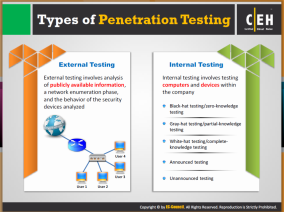 Types of Penetration Testing
C|EH
External Testing
External testing involves analysis
of publicly available information,
a network enumeration phase,
and the behavior of the security
devices analyzed
User 4
User 3
User 1
User 2
Internal Testing
Internal testing involves testing
computers and devices within
the company
Black-hat testing/zero-knowledge
testing
Gray-hat testing/partial-knowledge
testing
White-hat testing/complete-
knowledge testing
Announced testing
Unannounced testing
Copyright © by EC-Council. All Rights Reserved. Reproduction is Strictly Prohibited.